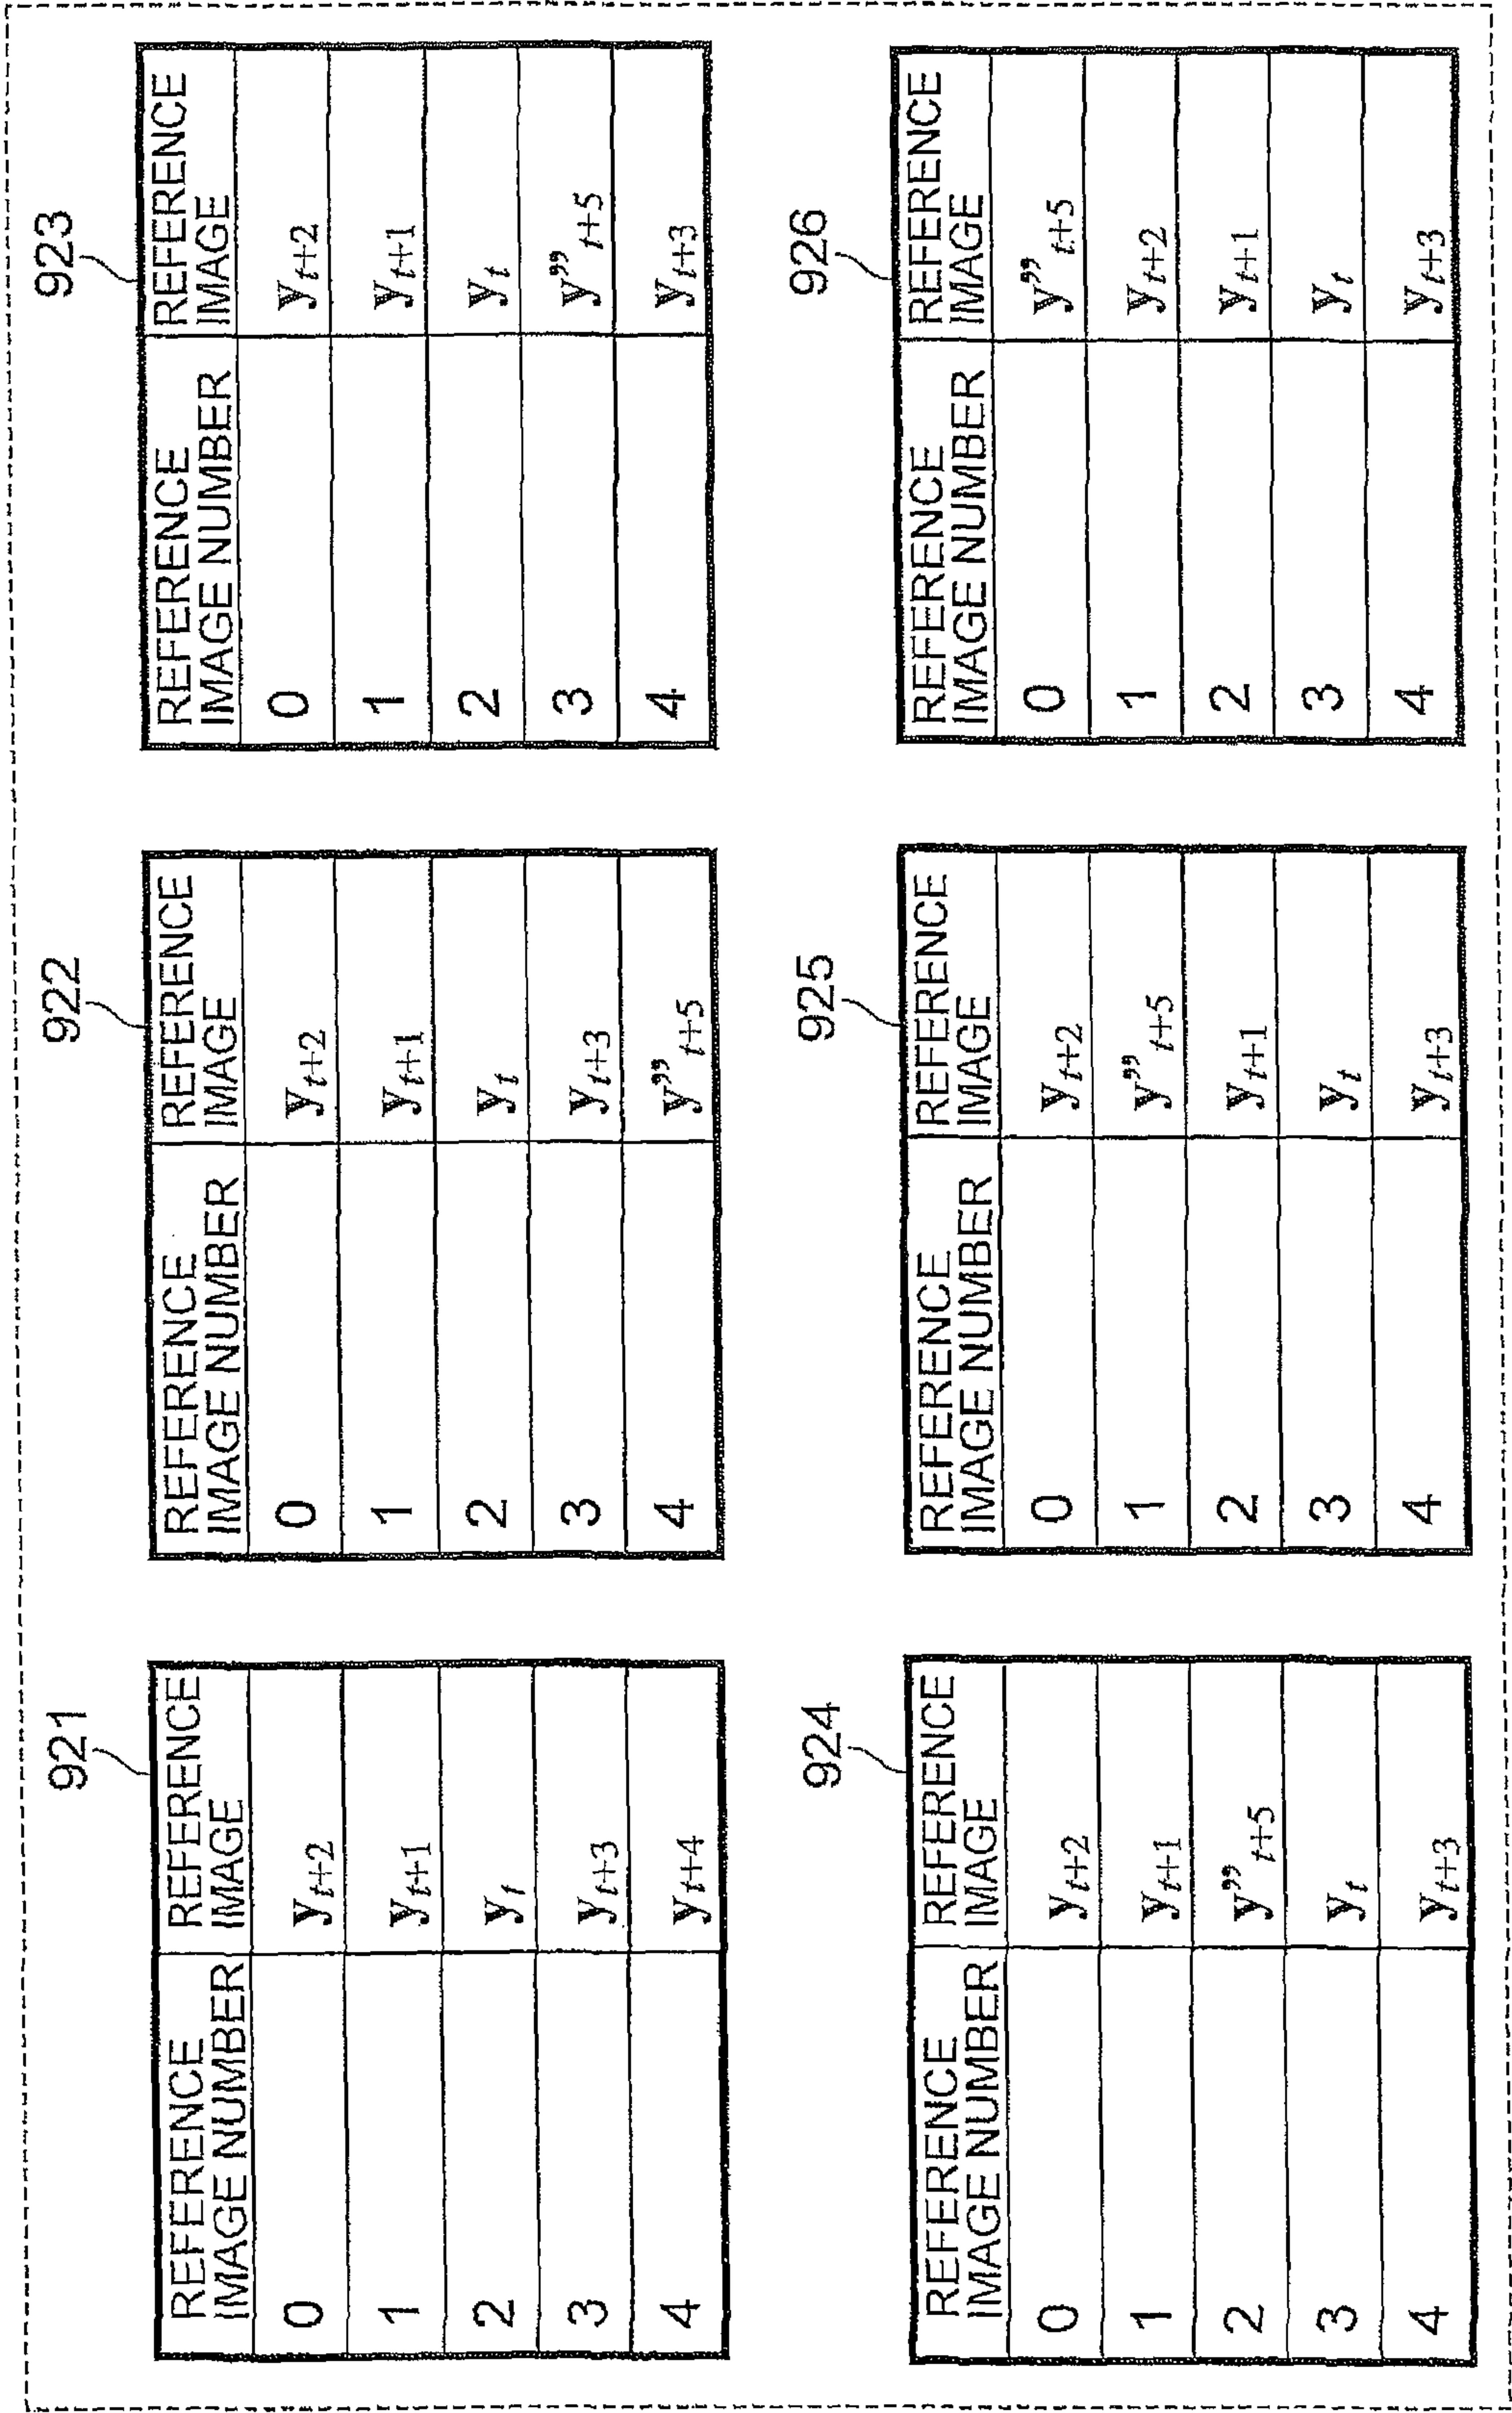 921
REFERENCE IMAGE NUMBER | REFERENCE IMAGE
0 | y_{t+2}
1 | y_{t+1}
2 | y_t
3 | y_{t+3}
4 | y_{t+4}
922
REFERENCE IMAGE NUMBER | REFERENCE IMAGE
0 | y_{t+2}
1 | y_{t+1}
2 | y_t
3 | y_{t+3}
4 | y”_{t+5}
923
REFERENCE IMAGE NUMBER | REFERENCE IMAGE
0 | y_{t+2}
1 | y_{t+1}
2 | y_t
3 | y”_{t+5}
4 | y_{t+3}
924
REFERENCE IMAGE NUMBER | REFERENCE IMAGE
0 | y_{t+2}
1 | y_{t+1}
2 | y”_{t+5}
3 | y_t
4 | y_{t+3}
925
REFERENCE IMAGE NUMBER | REFERENCE IMAGE
0 | y_{t+2}
1 | y”_{t+5}
2 | y_{t+1}
3 | y_t
4 | y_{t+3}
926
REFERENCE IMAGE NUMBER | REFERENCE IMAGE
0 | y”_{t+5}
1 | y_{t+2}
2 | y_{t+1}
3 | y_t
4 | y_{t+3}